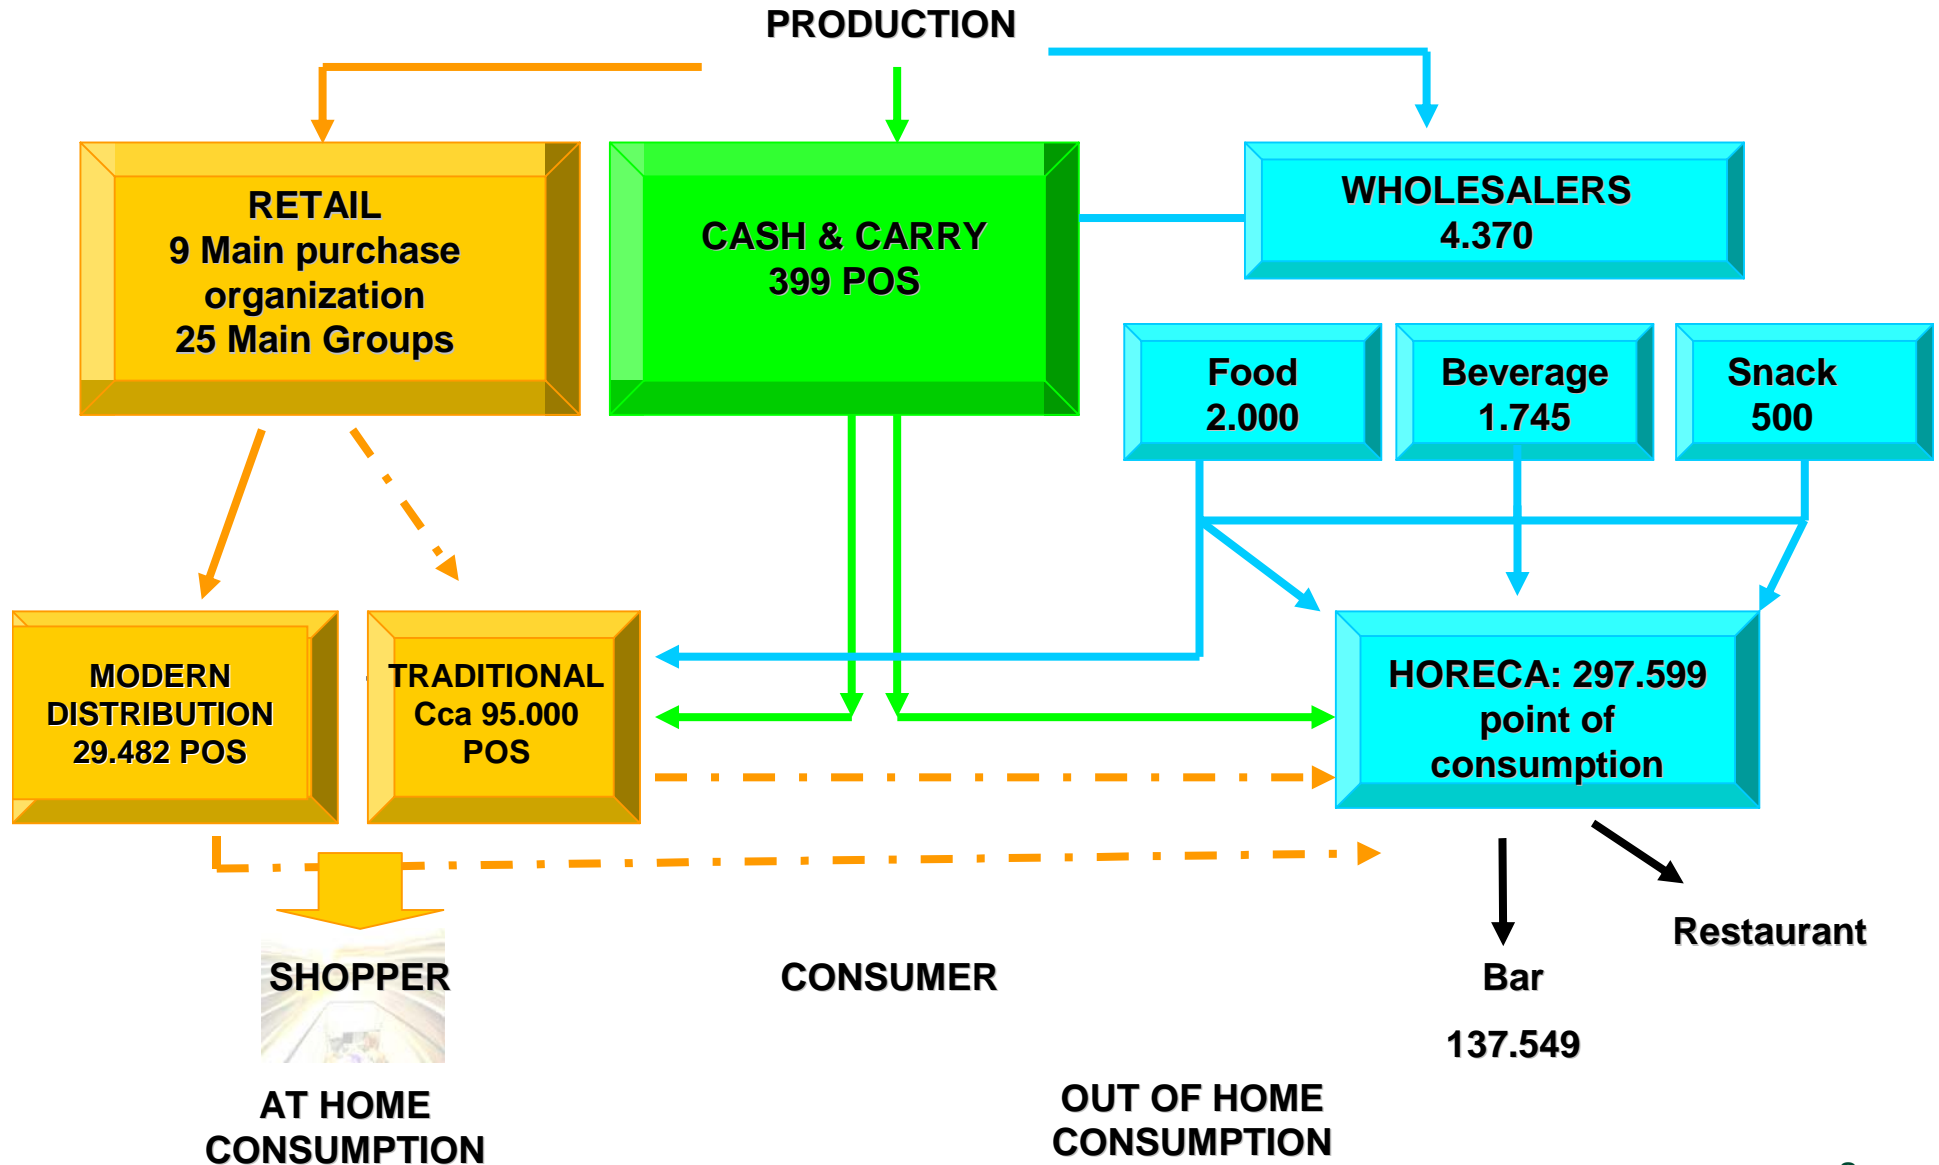 PRODUCTION
RETAIL
9 Main purchase
organization
25 Main Groups
CASH & CARRY
399 POS
WHOLESALERS
4.370
Food
2.000
Beverage
1.745
Snack
500
MODERN
DISTRIBUTION
29.482 POS
TRADITIONAL
Cca 95.000
POS
HORECA: 297.599
point of
consumption
Restaurant
SHOPPER
CONSUMER
Bar
137.549
AT HOME
CONSUMPTION
OUT OF HOME
CONSUMPTION